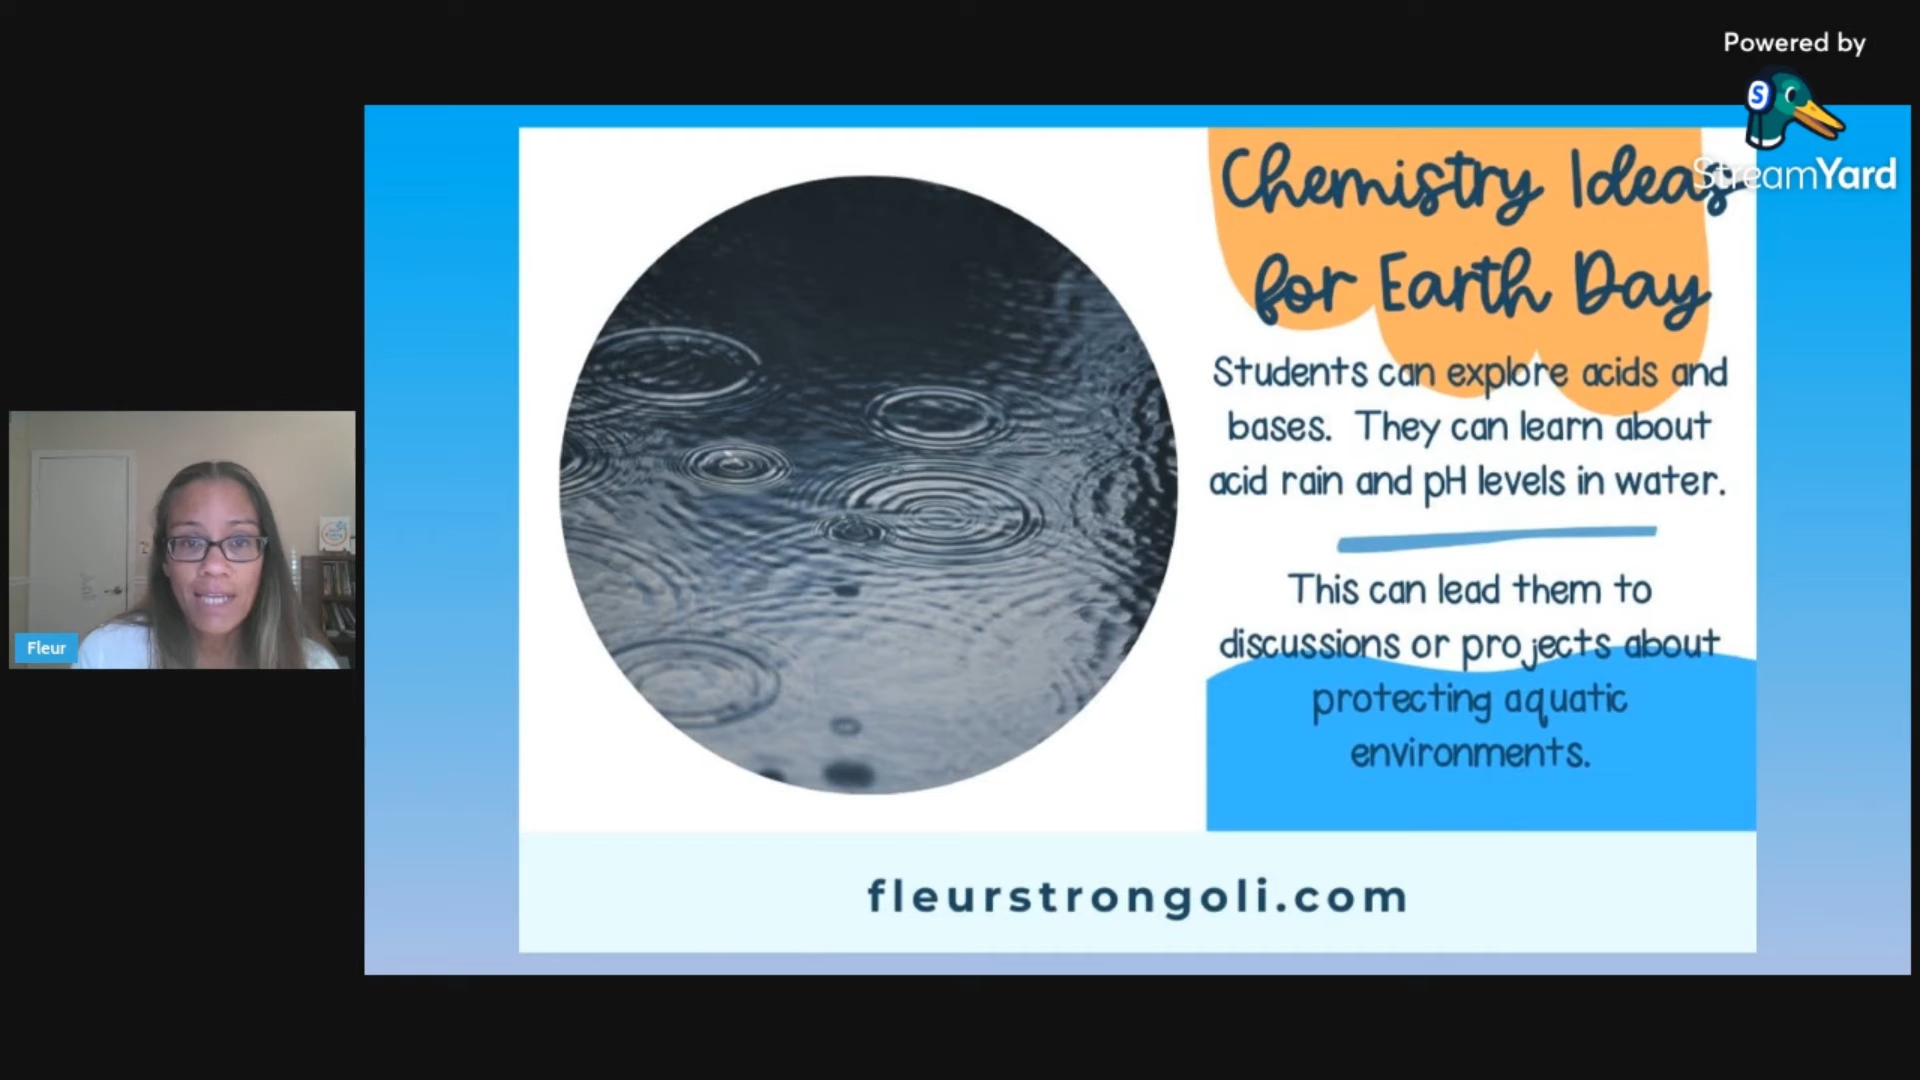 Powered by
StreamYard
Chemistry Ideas
for Earth Day
Students can explore acids and
bases. They can learn about
acid rain and pH levels in water.
This can lead them to
discussions or projects about
protecting aquatic
environments.
Fleur
fleurstrongoli.com